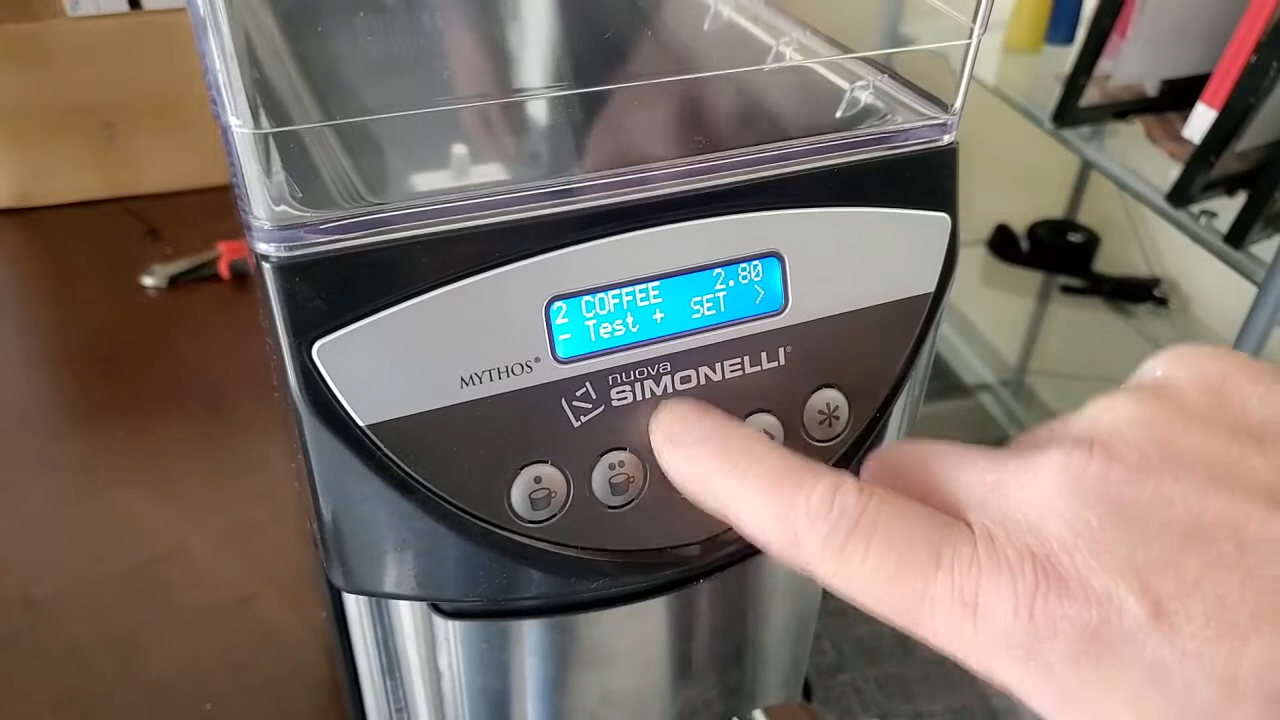 2 COFFEE 2.80
- Test + SET >
MYTHOS®
nuova
SIMONELLI®